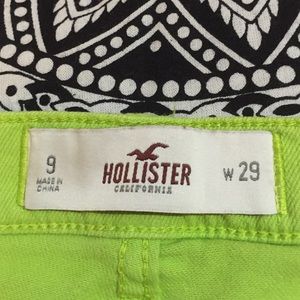 9
MADE IN
CHINA
HOLLISTER
CALIFORNIA
W 29